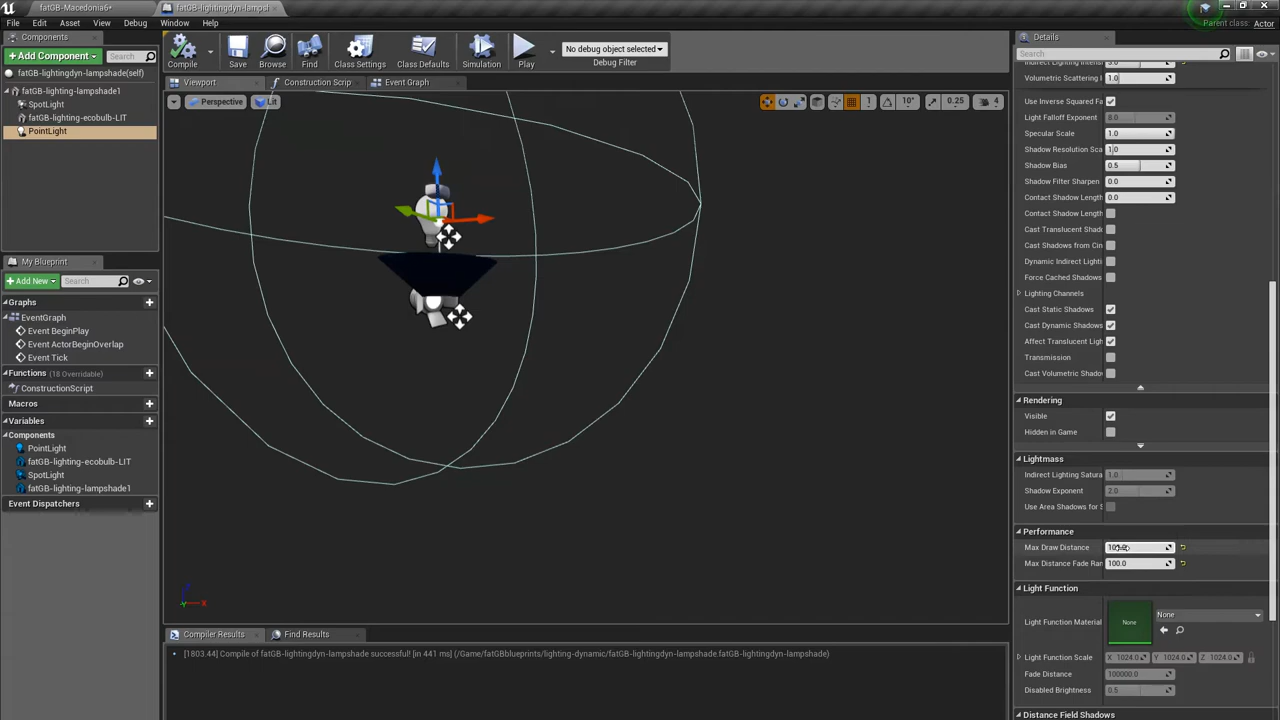 fatGB-Macedonia6*
fatGB-lightingdyn-lampsh
Parent class: Actor
File Edit Asset View Debug Window Help
Components
Add Component
Search
fatGB-lightingdyn-lampshade(self)
fatGB-lighting-lampshade1
SpotLight
fatGB-lighting-ecobulb-LIT
PointLight
My Blueprint
Add New
Search
Graphs
EventGraph
Event BeginPlay
Event ActorBeginOverlap
Event Tick
Functions (18 Overridable)
ConstructionScript
Macros
Variables
Components
PointLight
fatGB-lighting-ecobulb-LIT
SpotLight
fatGB-lighting-lampshade1
Event Dispatchers
Compile
Save
Browse
Find
Class Settings
Class Defaults
Simulation
Play
No debug object selected
Debug Filter
Viewport
Construction Scrip
Event Graph
Perspective
Lit
1
10°
0.25
4
X
Compiler Results
Find Results
[1803.44] Compile of fatGB-lightingdyn-lampshade successful! [in 441 ms] (/Game/fatGBblueprints/lighting-dynamic/fatGB-lightingdyn-lampshade.fatGB-lightingdyn-lampshade)
Details
Search
Indirect Lighting Intens
Volumetric Scattering I 1.0
Use Inverse Squared Fa
Light Falloff Exponent 8.0
Specular Scale 1.0
Shadow Resolution Sca 1.0
Shadow Bias 0.5
Shadow Filter Sharpen 0.0
Contact Shadow Length 0.0
Contact Shadow Length
Cast Translucent Shado
Cast Shadows from Cin
Dynamic Indirect Lighti
Force Cached Shadows
Lighting Channels
Cast Static Shadows
Cast Dynamic Shadows
Affect Translucent Ligh
Transmission
Cast Volumetric Shadow
Rendering
Visible
Hidden in Game
Lightmass
Indirect Lighting Satura 1.0
Shadow Exponent 2.0
Use Area Shadows for S
Performance
Max Draw Distance
Max Distance Fade Ran 100.0
Light Function
Light Function Material None None
Light Function Scale X 1024.0 Y 1024.0 Z 1024.0
Fade Distance 100000.0
Disabled Brightness 0.5
Distance Field Shadows